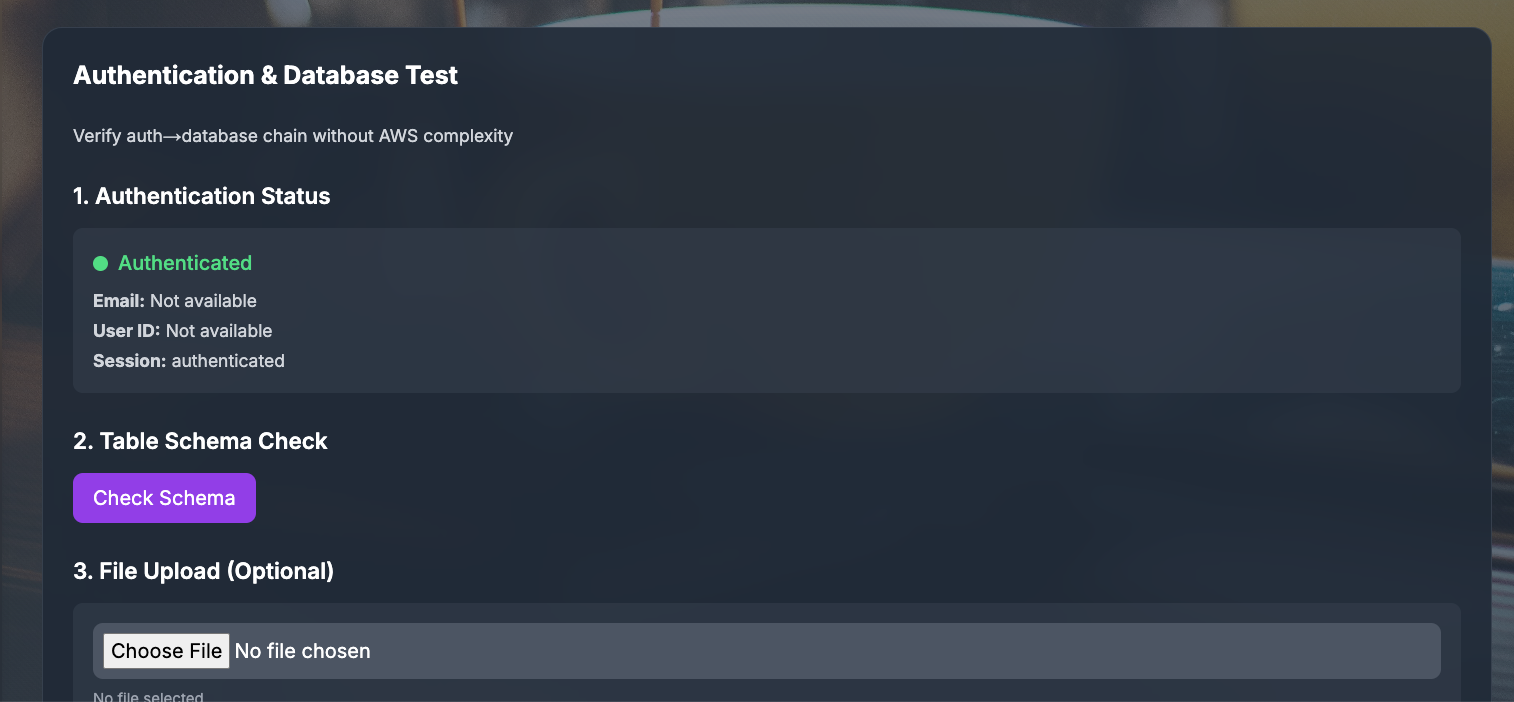 Authentication & Database Test
Verify auth→database chain without AWS complexity
1. Authentication Status
Authenticated
Email: Not available
User ID: Not available
Session: authenticated
2. Table Schema Check
Check Schema
3. File Upload (Optional)
Choose File No file chosen
No file selected